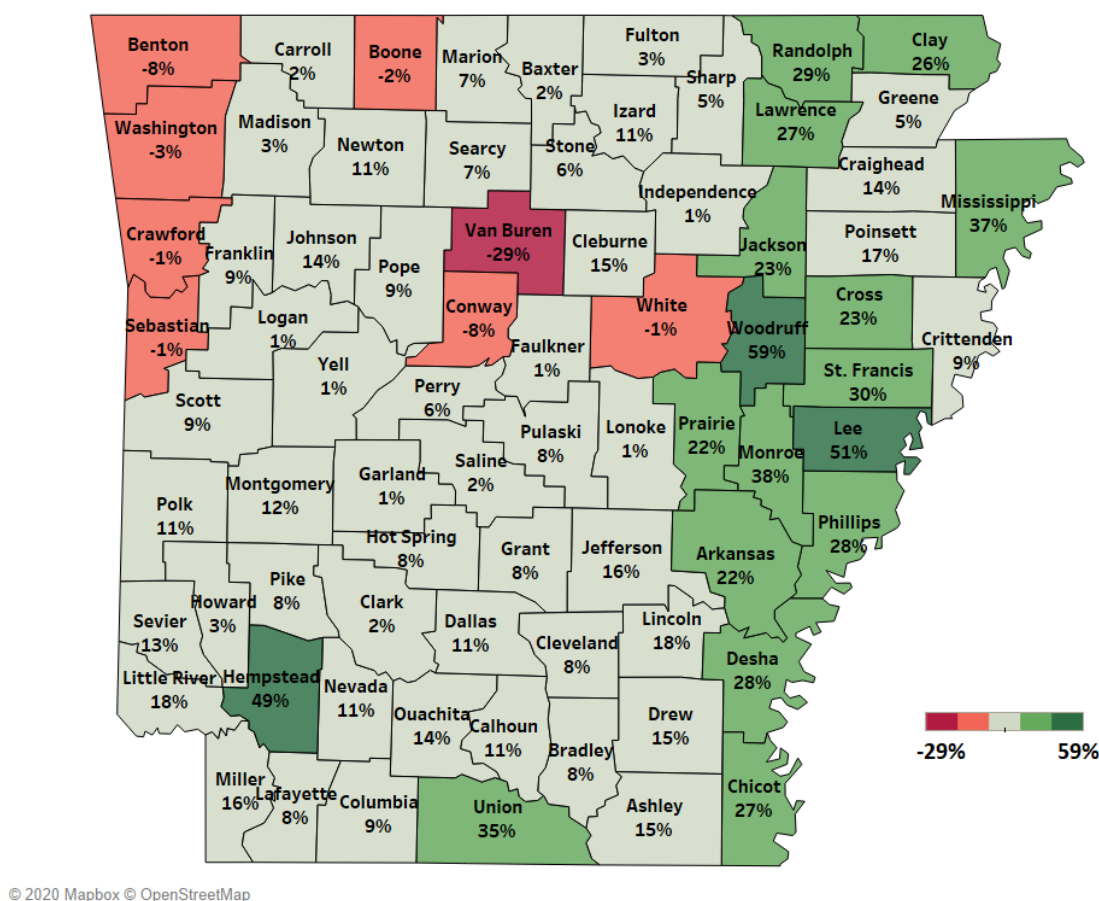 Benton
-8%
Carroll
2%
Boone
-2%
Marion
7%
Baxter
2%
Fulton
3%
Sharp
5%
Randolph
29%
Clay
26%
Greene
5%
Lawrence
27%
Izard
11%
Washington
-3%
Madison
3%
Newton
11%
Searcy
7%
Stone
6%
Independence
1%
Craighead
14%
Mississippi
37%
Crawford
-1%
Franklin
9%
Johnson
14%
Pope
9%
Van Buren
-29%
Cleburne
15%
Jackson
23%
Poinsett
17%
Sebastian
-1%
Logan
1%
Conway
-8%
Faulkner
1%
White
-1%
Woodruff
59%
Cross
23%
Crittenden
9%
Scott
9%
Yell
1%
Perry
6%
Pulaski
8%
Lonoke
1%
Prairie
22%
Monroe
38%
St. Francis
30%
Lee
51%
Polk
11%
Montgomery
12%
Garland
1%
Saline
2%
Hot Spring
8%
Grant
8%
Jefferson
16%
Arkansas
22%
Phillips
28%
Sevier
13%
Howard
3%
Pike
8%
Clark
2%
Dallas
11%
Cleveland
8%
Lincoln
18%
Desha
28%
Little River
18%
Hempstead
49%
Nevada
11%
Ouachita
14%
Calhoun
11%
Bradley
8%
Drew
15%
Chicot
27%
Miller
16%
Lafayette
8%
Columbia
9%
Union
35%
Ashley
15%
-29%
59%
© 2020 Mapbox © OpenStreetMap